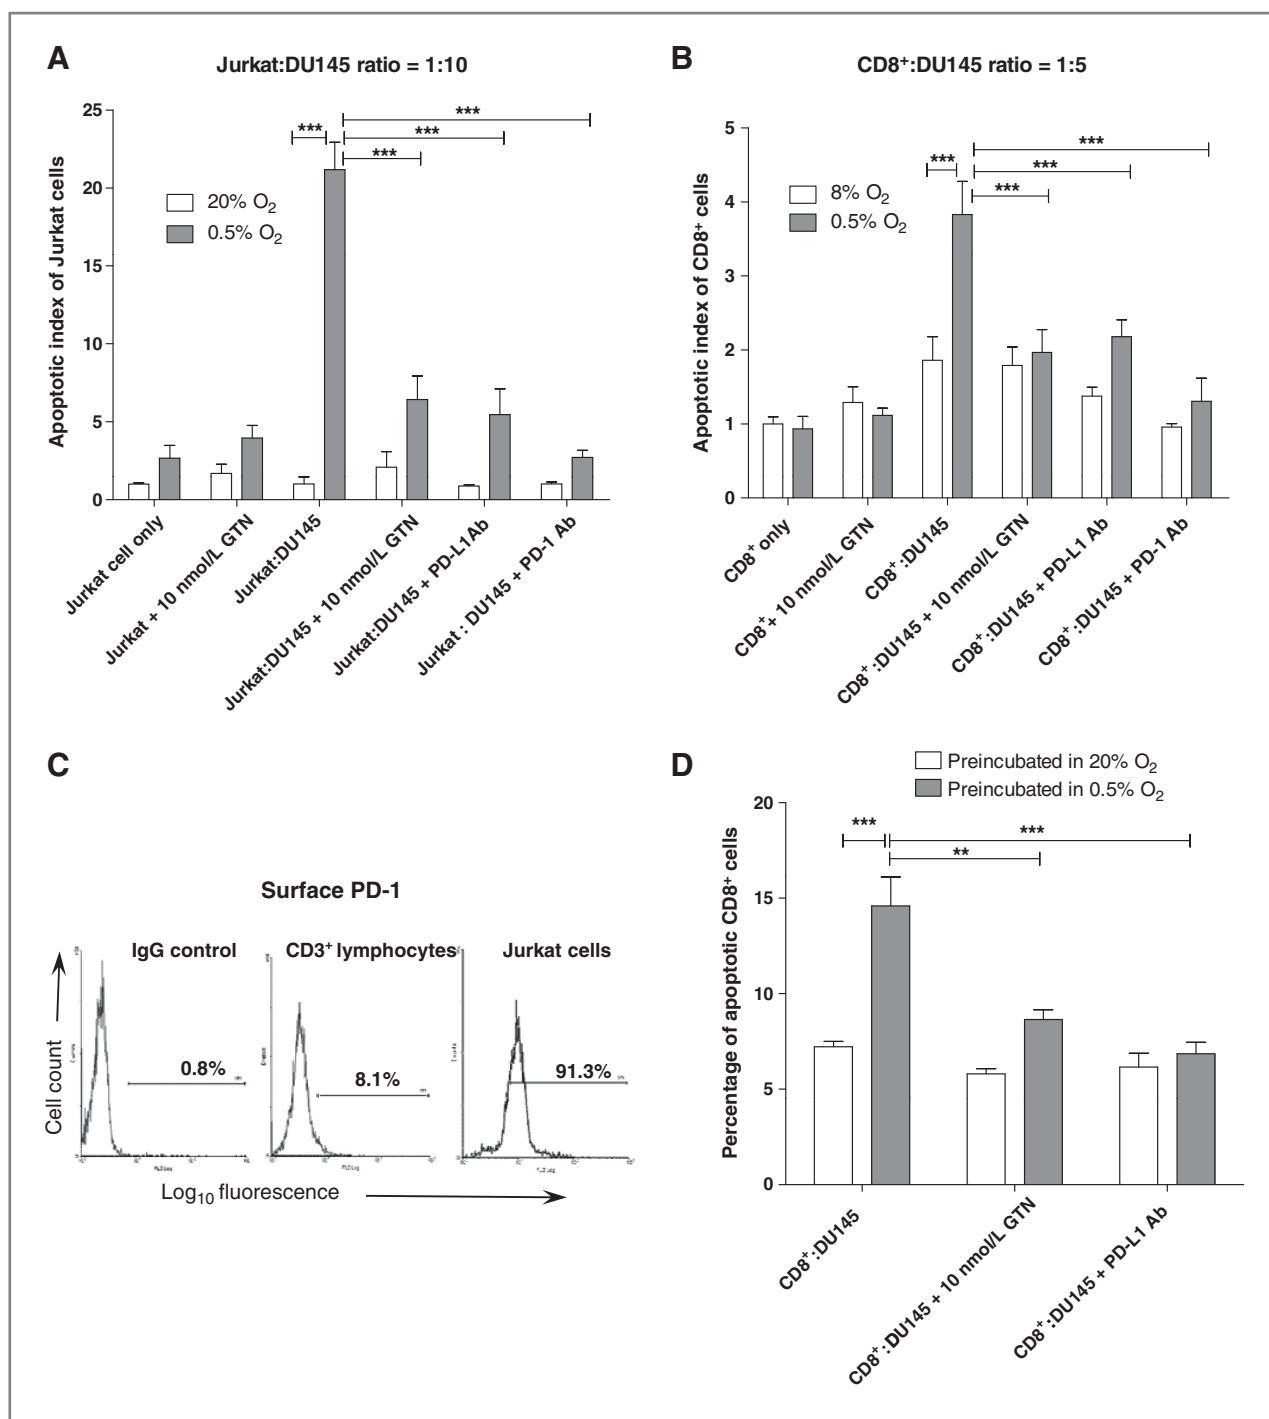 A
Jurkat:DU145 ratio = 1:10
Apoptotic index of Jurkat cells
25
20
15
10
5
0
20% O₂
0.5% O₂
***
***
***
***
Jurkat cell only
Jurkat + 10 nmol/L GTN
Jurkat:DU145
Jurkat:DU145 + 10 nmol/L GTN
Jurkat:DU145 + PD-L1Ab
Jurkat : DU145 + PD-1 Ab
B
CD8⁺:DU145 ratio = 1:5
Apoptotic index of CD8⁺ cells
5
4
3
2
1
0
8% O₂
0.5% O₂
***
***
***
***
CD8⁺ only
CD8⁺+ 10 nmol/L GTN
CD8⁺:DU145
CD8⁺:DU145 + 10 nmol/L GTN
CD8⁺:DU145 + PD-L1 Ab
CD8⁺:DU145 + PD-1 Ab
C
Surface PD-1
IgG control
CD3⁺ lymphocytes
Jurkat cells
0.8%
8.1%
91.3%
Cell count
Log₁₀ fluorescence
D
Preincubated in 20% O₂
Preincubated in 0.5% O₂
Percentage of apoptotic CD8⁺ cells
20
15
10
5
0
***
***
**
CD8⁺:DU145
CD8⁺:DU145 + 10 nmol/L GTN
CD8⁺:DU145 + PD-L1 Ab